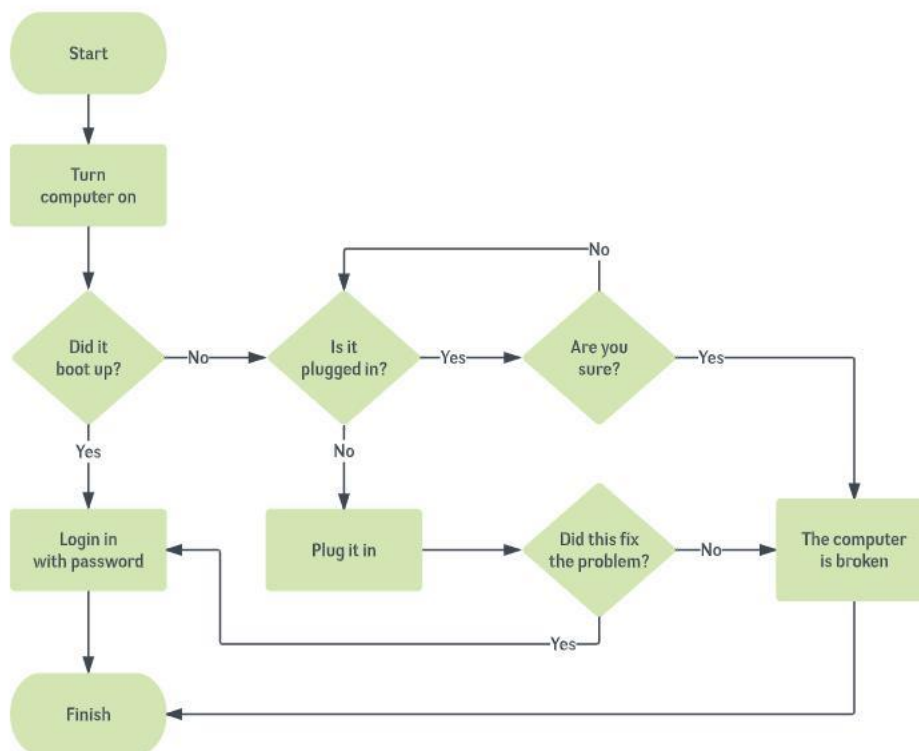 Start
Turn
computer on
No
Did it
boot up?
No
Is it
plugged in?
Yes
Are you
sure?
Yes
Yes
No
Login in
with password
Plug it in
Did this fix
the problem?
No
The computer
is broken
Yes
Finish